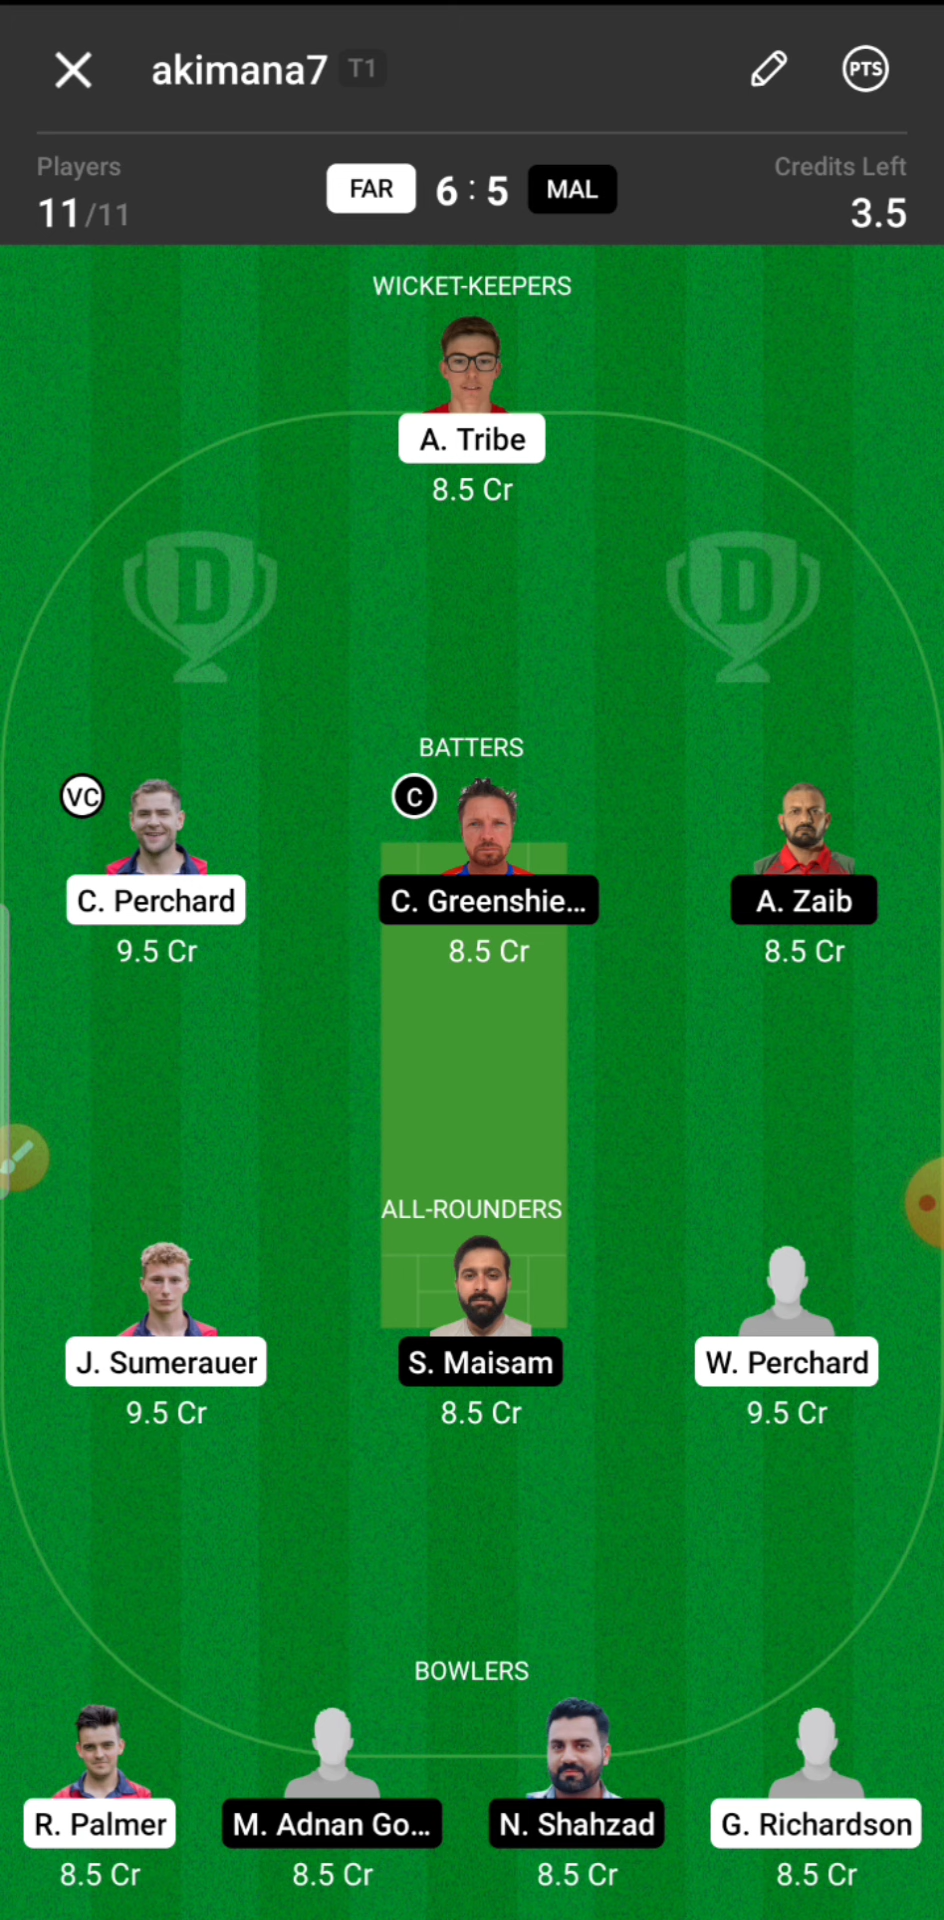 akimana7 T1 PTS
Players Credits Left
11/11 FAR 6 : 5 MAL 3.5
WICKET-KEEPERS
A. Tribe
8.5 Cr
D D
BATTERS
VC C
C. Perchard C. Greenshie... A. Zaib
9.5 Cr 8.5 Cr 8.5 Cr
ALL-ROUNDERS
J. Sumerauer S. Maisam W. Perchard
9.5 Cr 8.5 Cr 9.5 Cr
BOWLERS
R. Palmer M. Adnan Go... N. Shahzad G. Richardson
8.5 Cr 8.5 Cr 8.5 Cr 8.5 Cr